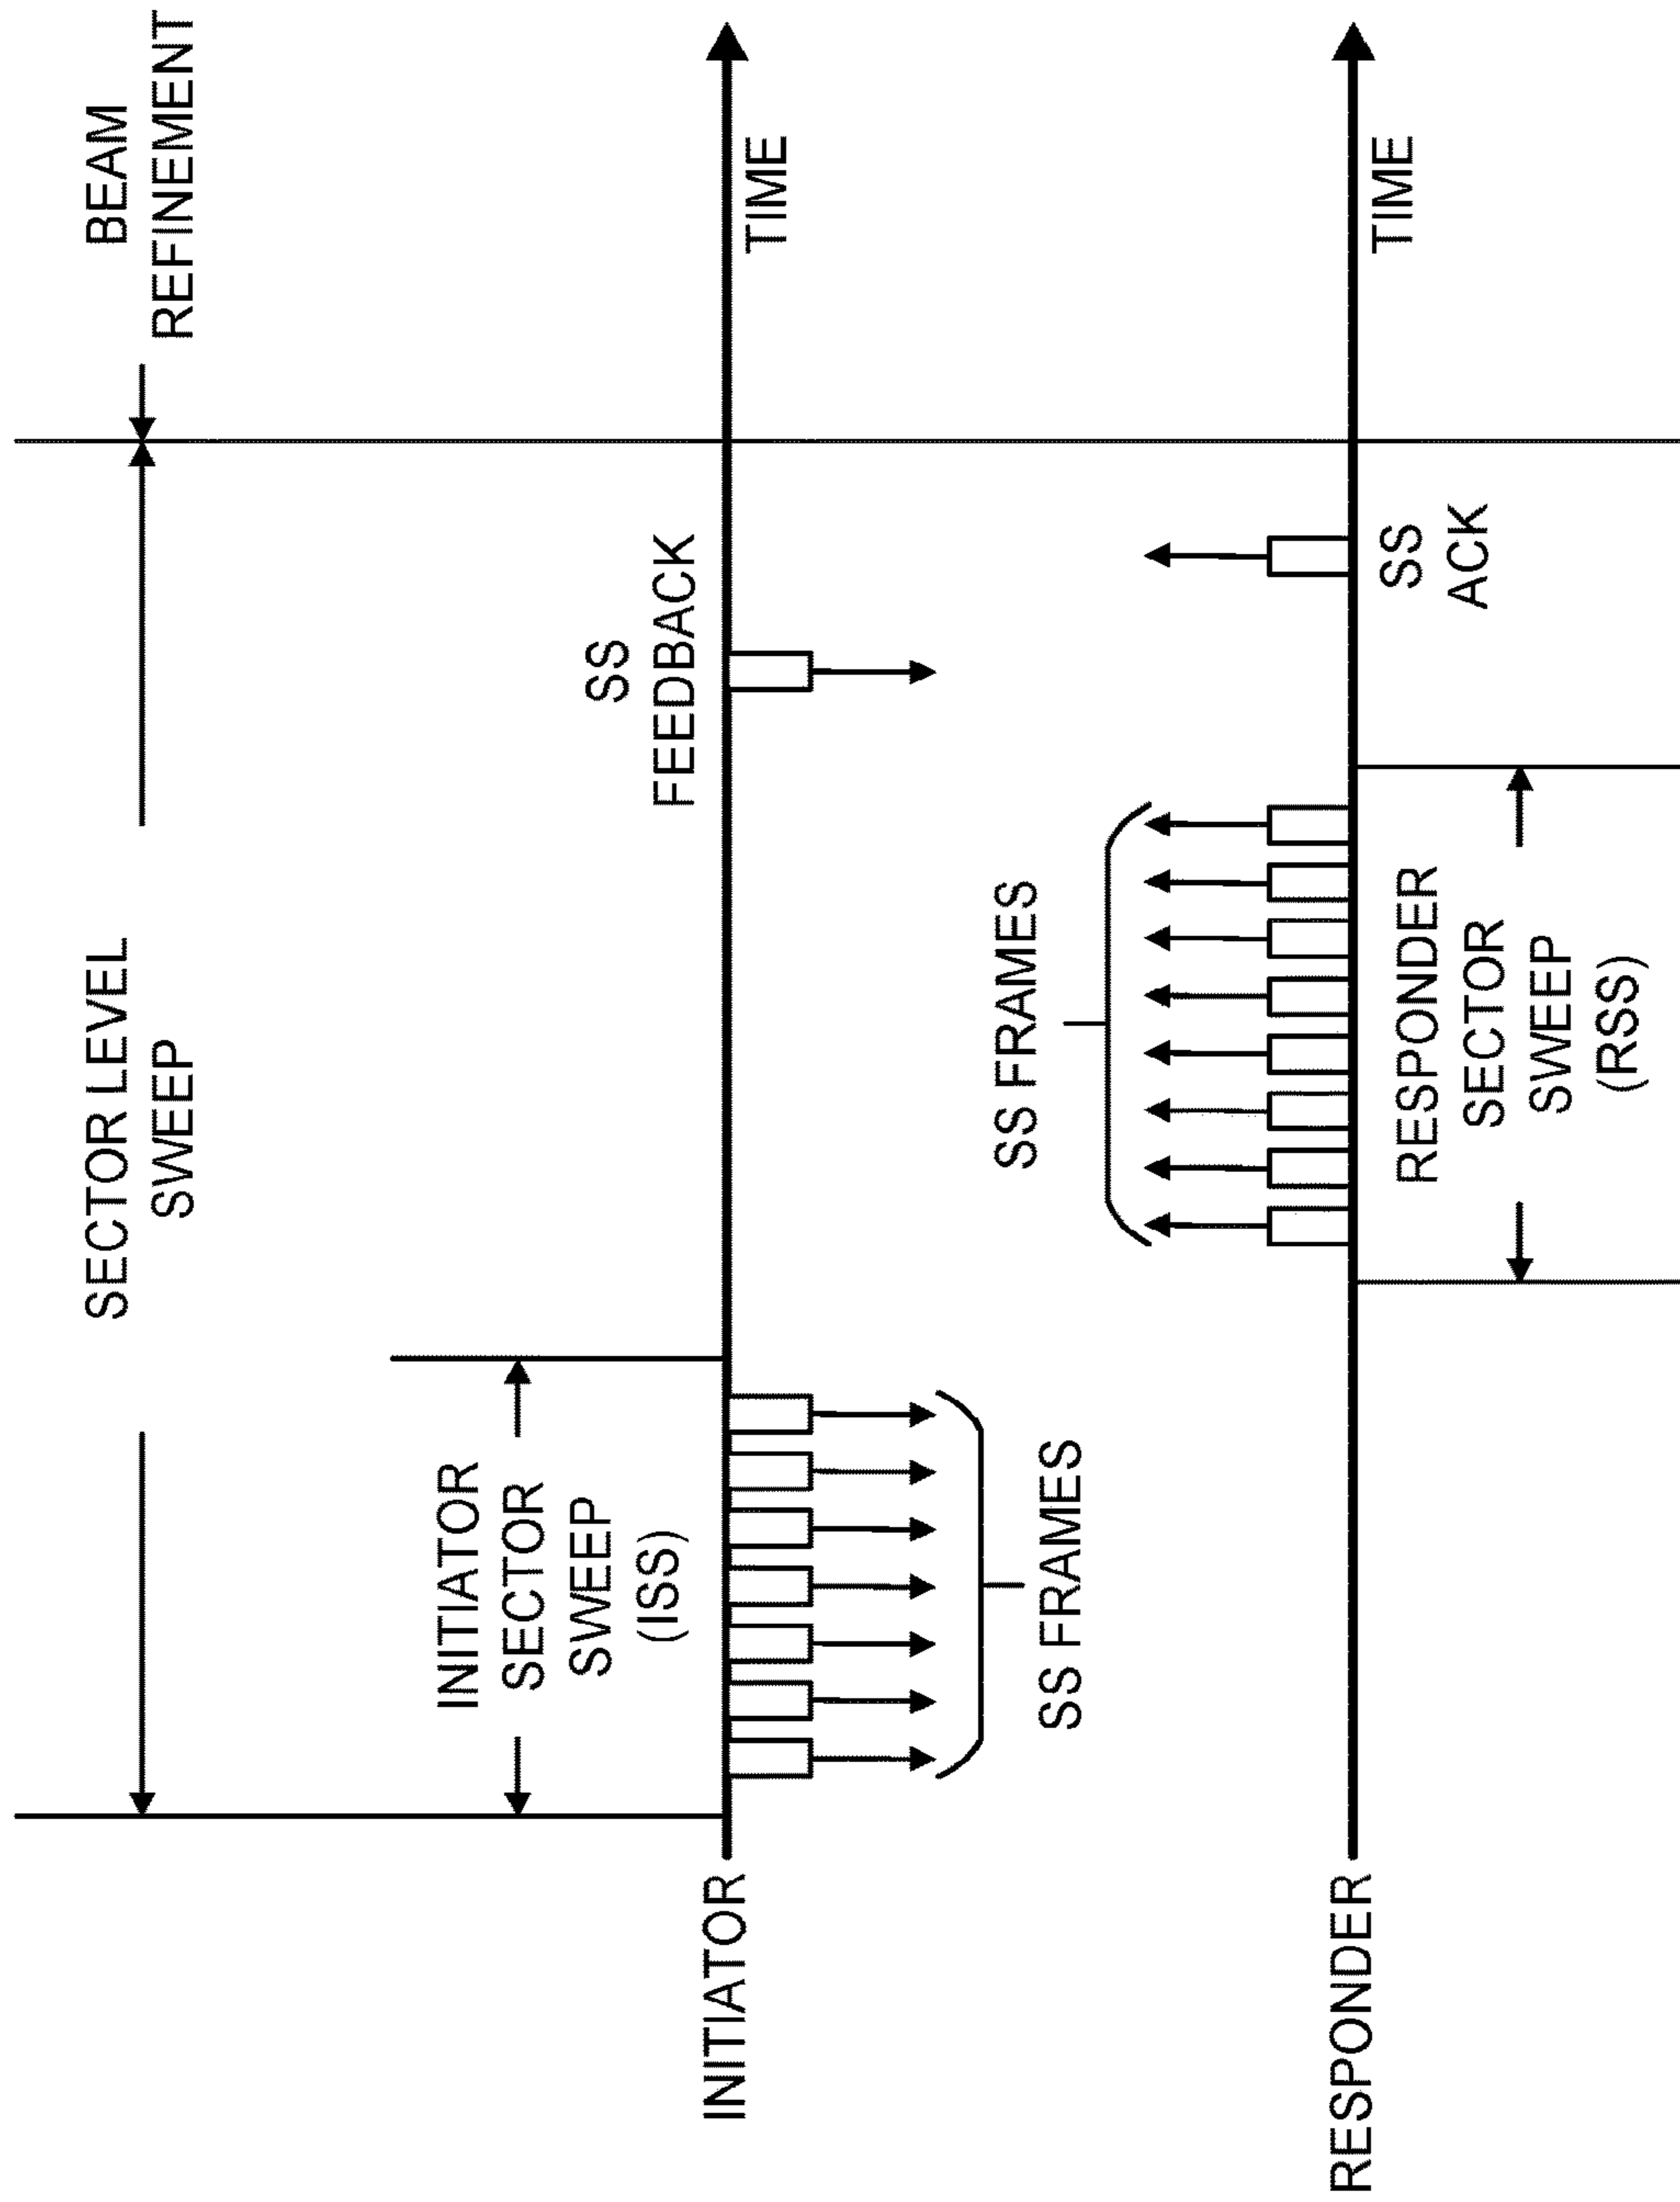 SECTOR LEVEL
SWEEP
BEAM
REFINEMENT
INITIATOR
SECTOR
SWEEP
(ISS)
SS
FEEDBACK
INITIATOR
TIME
SS FRAMES
SS FRAMES
RESPONDER
TIME
RESPONDER
SECTOR
SWEEP
(RSS)
SS
ACK